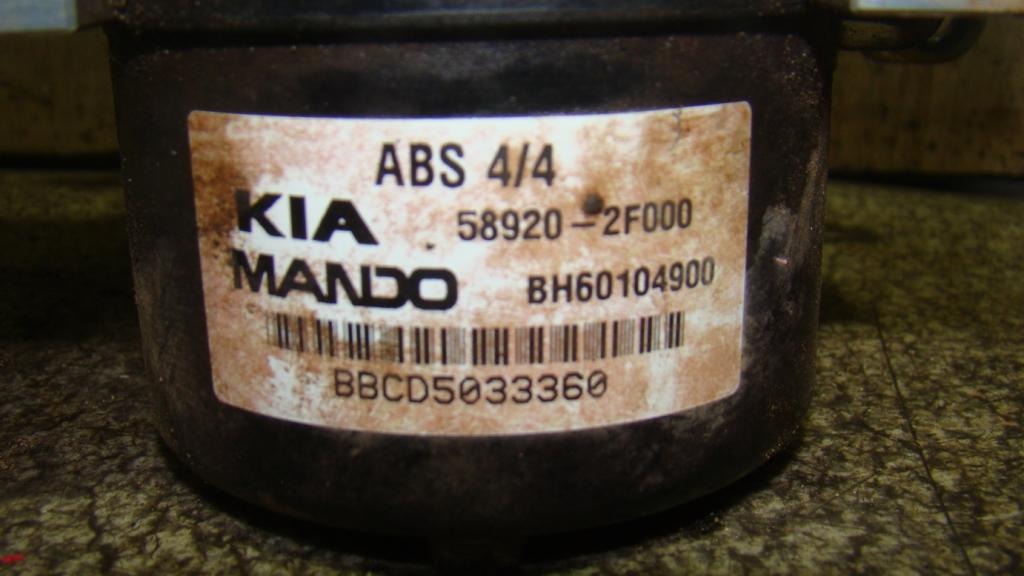 ABS 4/4
KIA 58920-2F000
MANDO BH60104900
BBCD5033360